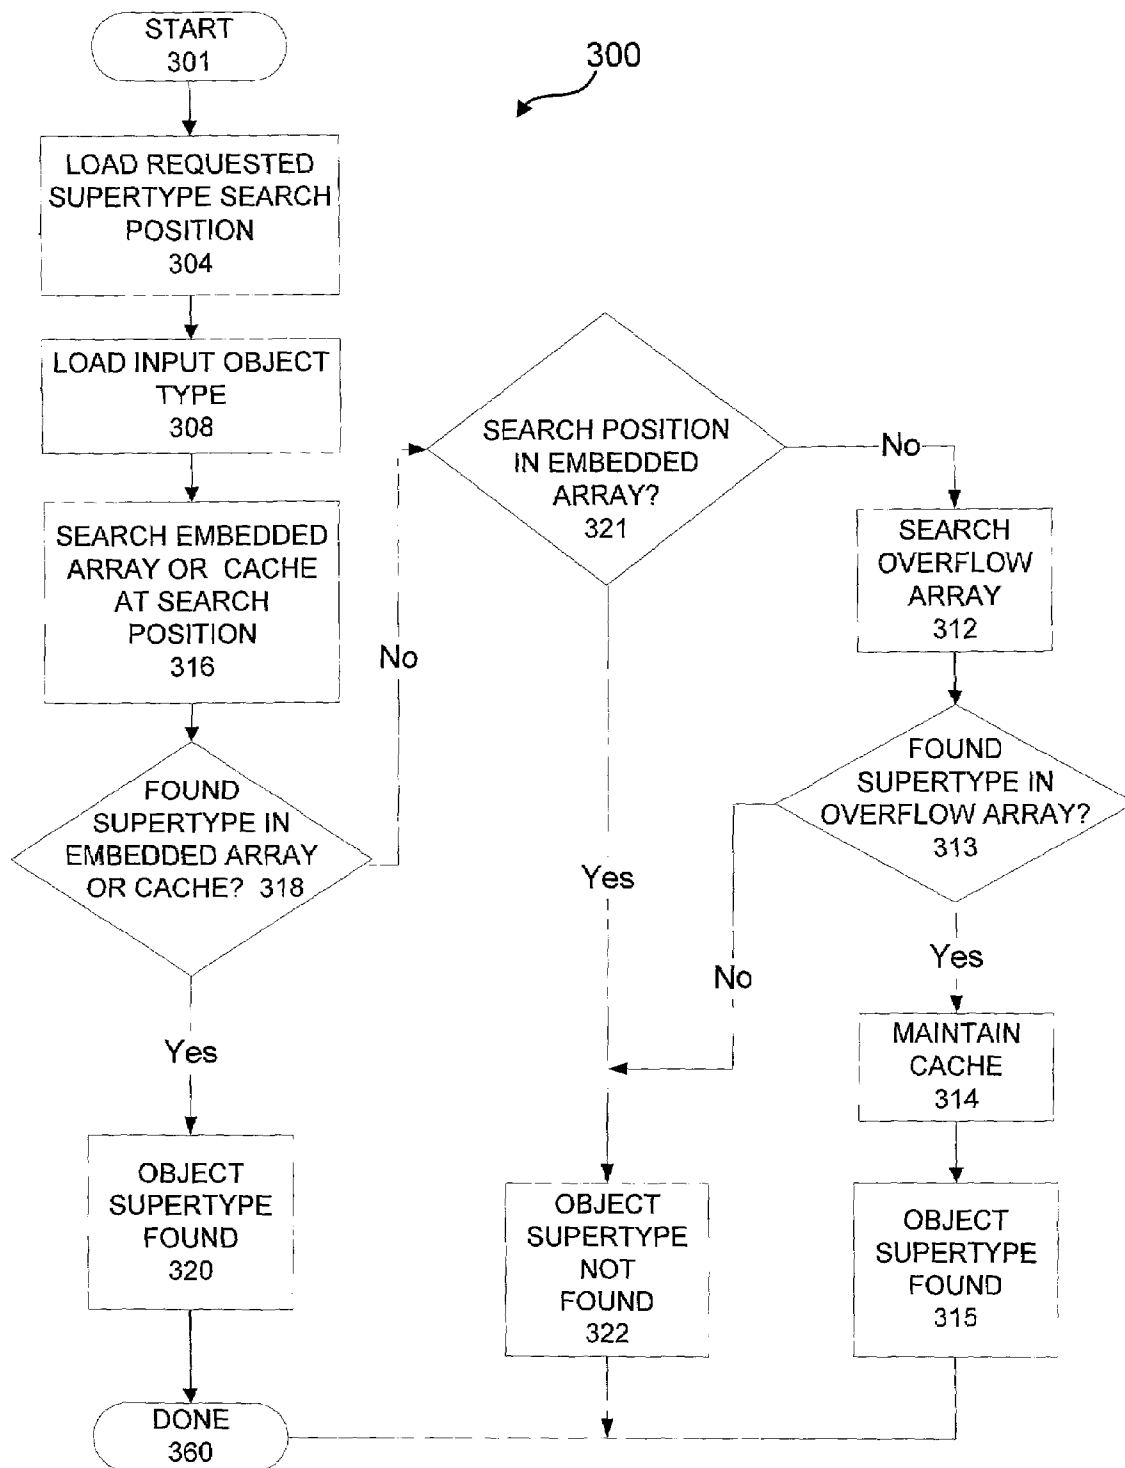 START
301
300
LOAD REQUESTED
SUPERTYPE SEARCH
POSITION
304
LOAD INPUT OBJECT
TYPE
308
SEARCH EMBEDDED
ARRAY OR CACHE
AT SEARCH
POSITION
316
FOUND
SUPERTYPE IN
EMBEDDED ARRAY
OR CACHE? 318
No
Yes
OBJECT
SUPERTYPE
FOUND
320
DONE
360
SEARCH POSITION
IN EMBEDDED
ARRAY?
321
No
Yes
SEARCH
OVERFLOW
ARRAY
312
FOUND
SUPERTYPE IN
OVERFLOW ARRAY?
313
No
Yes
MAINTAIN
CACHE
314
OBJECT
SUPERTYPE
NOT
FOUND
322
OBJECT
SUPERTYPE
FOUND
315